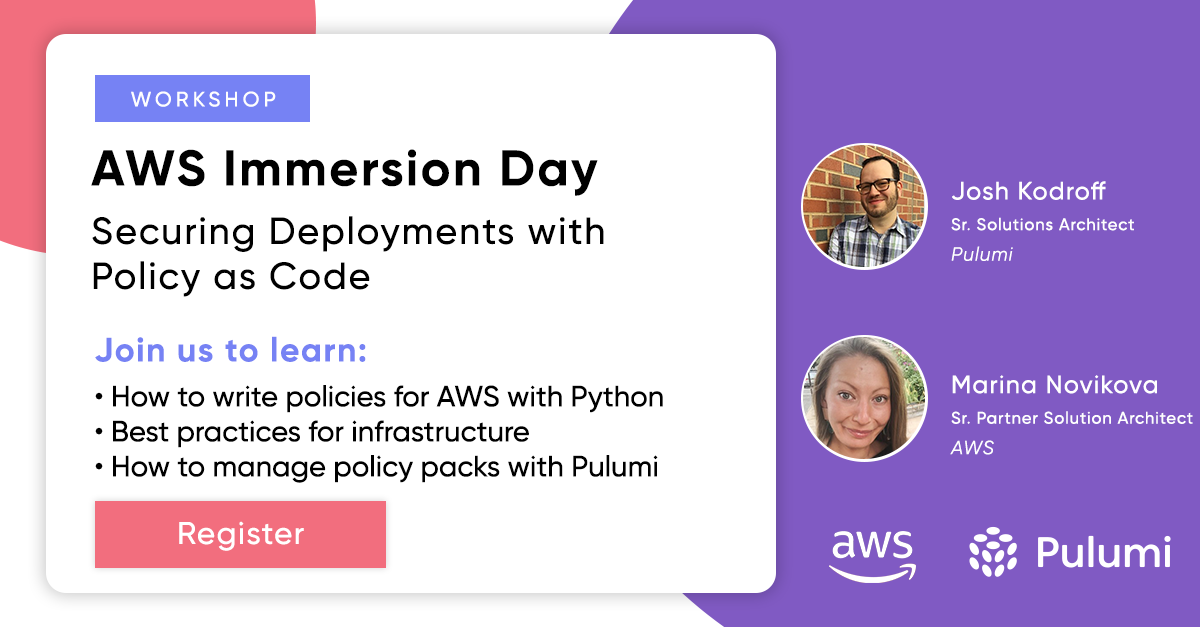 WORKSHOP
AWS Immersion Day
Securing Deployments with
Policy as Code
Join us to learn:
• How to write policies for AWS with Python
• Best practices for infrastructure
• How to manage policy packs with Pulumi
Register
Josh Kodroff
Sr. Solutions Architect
Pulumi
Marina Novikova
Sr. Partner Solution Architect
AWS
aws
Pulumi